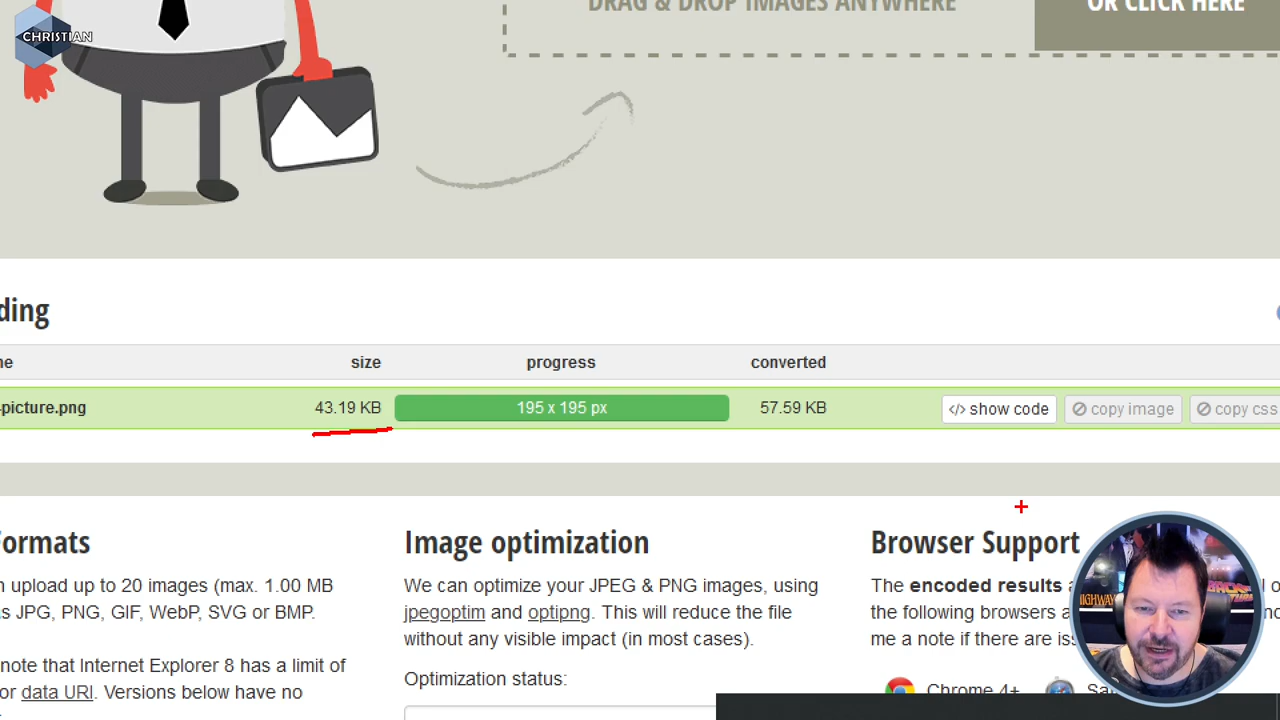 CHRISTIAN
DRAG & DROP IMAGES ANYWHERE
OR CLICK HERE
ding
me
size
progress
converted
-picture.png
43.19 KB
195 x 195 px
57.59 KB
</> show code
copy image
copy css
Formats
upload up to 20 images (max. 1.00 MB
as JPG, PNG, GIF, WebP, SVG or BMP.
note that Internet Explorer 8 has a limit of
or data URI. Versions below have no
Image optimization
We can optimize your JPEG & PNG images, using
jpegoptim and optipng. This will reduce the file
without any visible impact (in most cases).
Optimization status:
Browser Support
The encoded results
the following browsers
me a note if there are
Chrome 4+
HIGHWAY